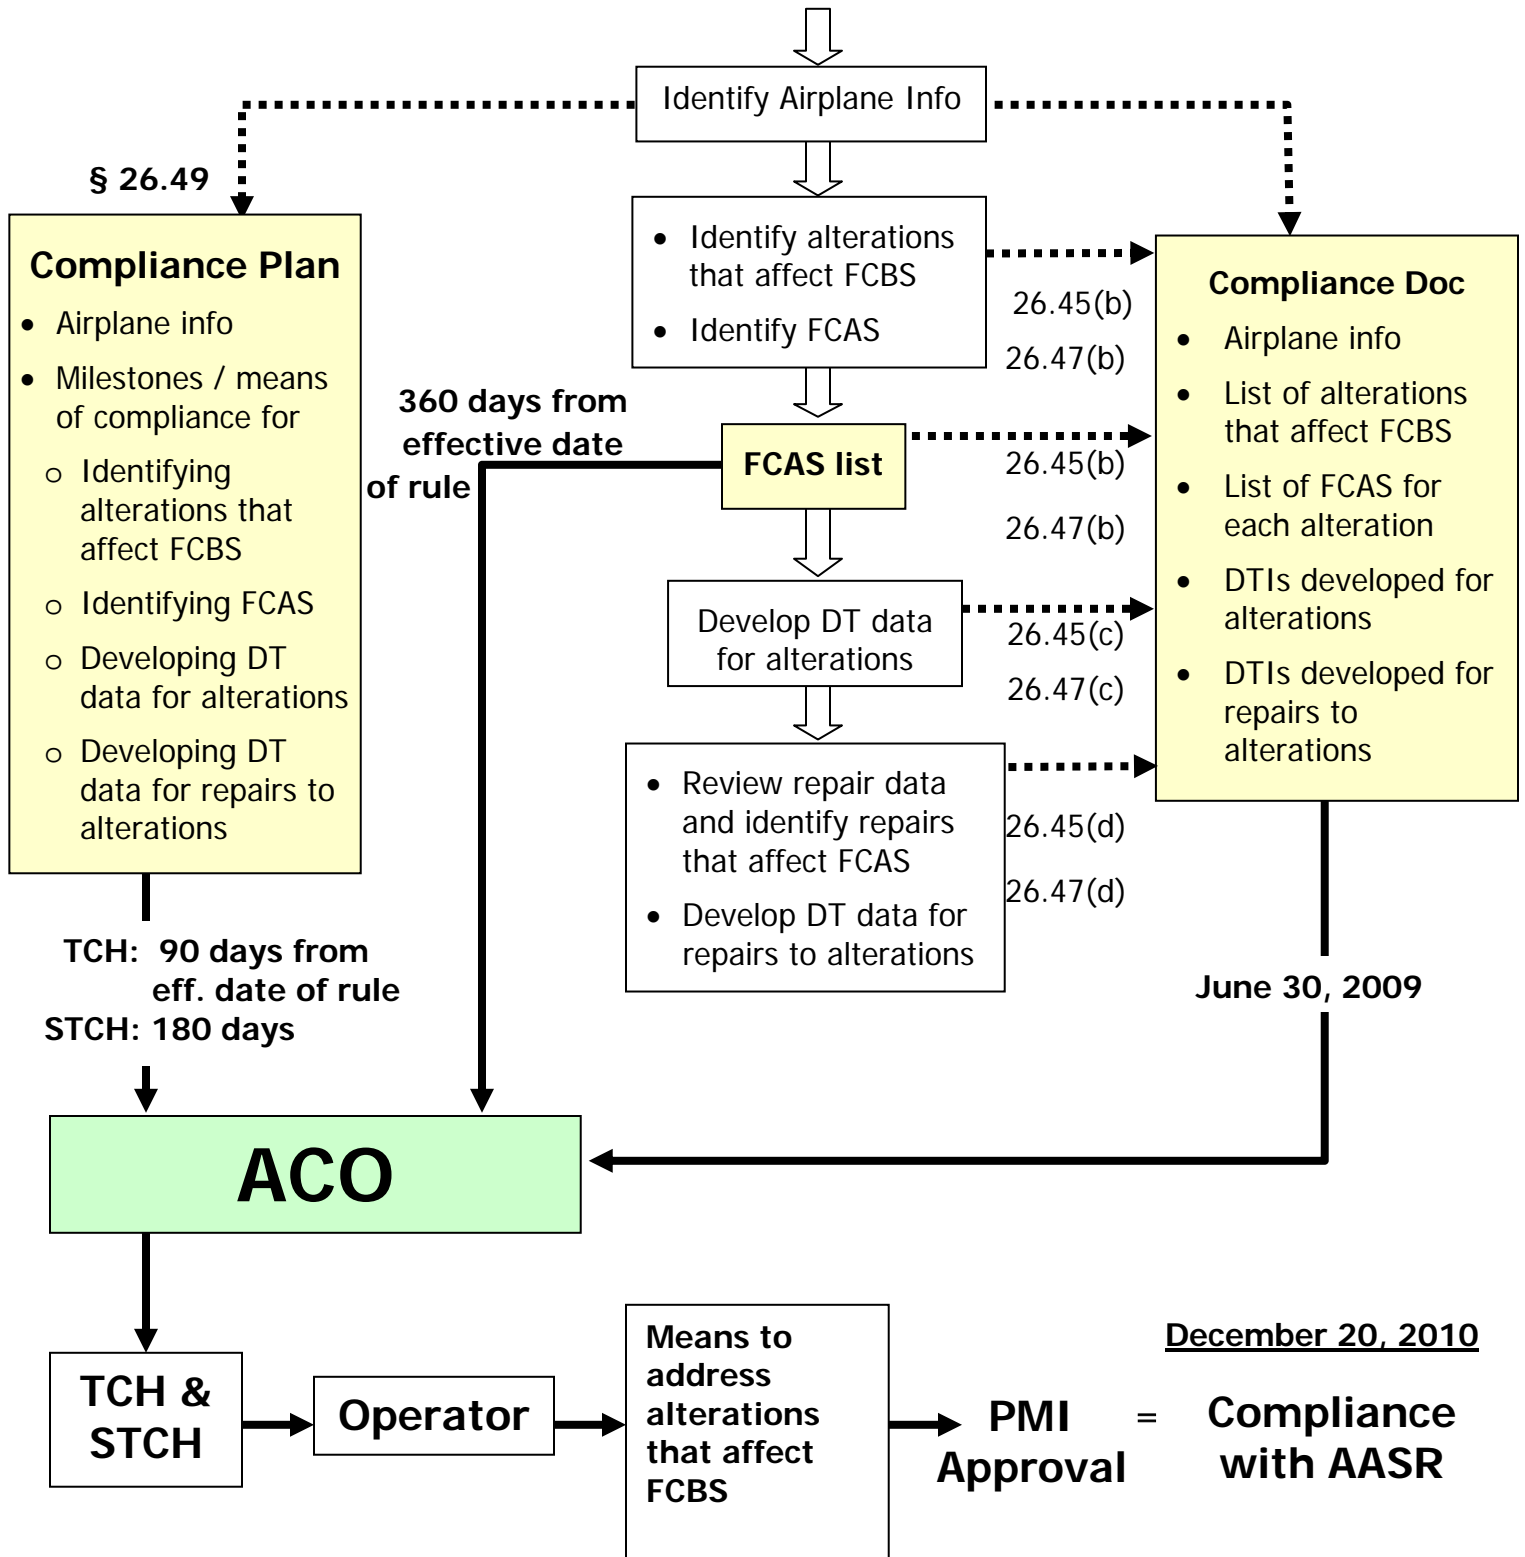 Identify Airplane Info
§ 26.49
Compliance Plan
• Airplane info
• Milestones / means
of compliance for
o Identifying
alterations that
affect FCBS
o Identifying FCAS
o Developing DT
data for alterations
o Developing DT
data for repairs to
alterations
TCH: 90 days from
eff. date of rule
STCH: 180 days
360 days from
effective date
of rule
• Identify alterations
that affect FCBS
• Identify FCAS
26.45(b)
26.47(b)
FCAS list
26.45(b)
26.47(b)
Develop DT data
for alterations
26.45(c)
26.47(c)
• Review repair data
and identify repairs
that affect FCAS
• Develop DT data for
repairs to alterations
26.45(d)
26.47(d)
Compliance Doc
• Airplane info
• List of alterations
that affect FCBS
• List of FCAS for
each alteration
• DTIs developed for
alterations
• DTIs developed for
repairs to
alterations
June 30, 2009
ACO
TCH &
STCH
Operator
Means to
address
alterations
that affect
FCBS
PMI
Approval
=
December 20, 2010
Compliance
with AASR